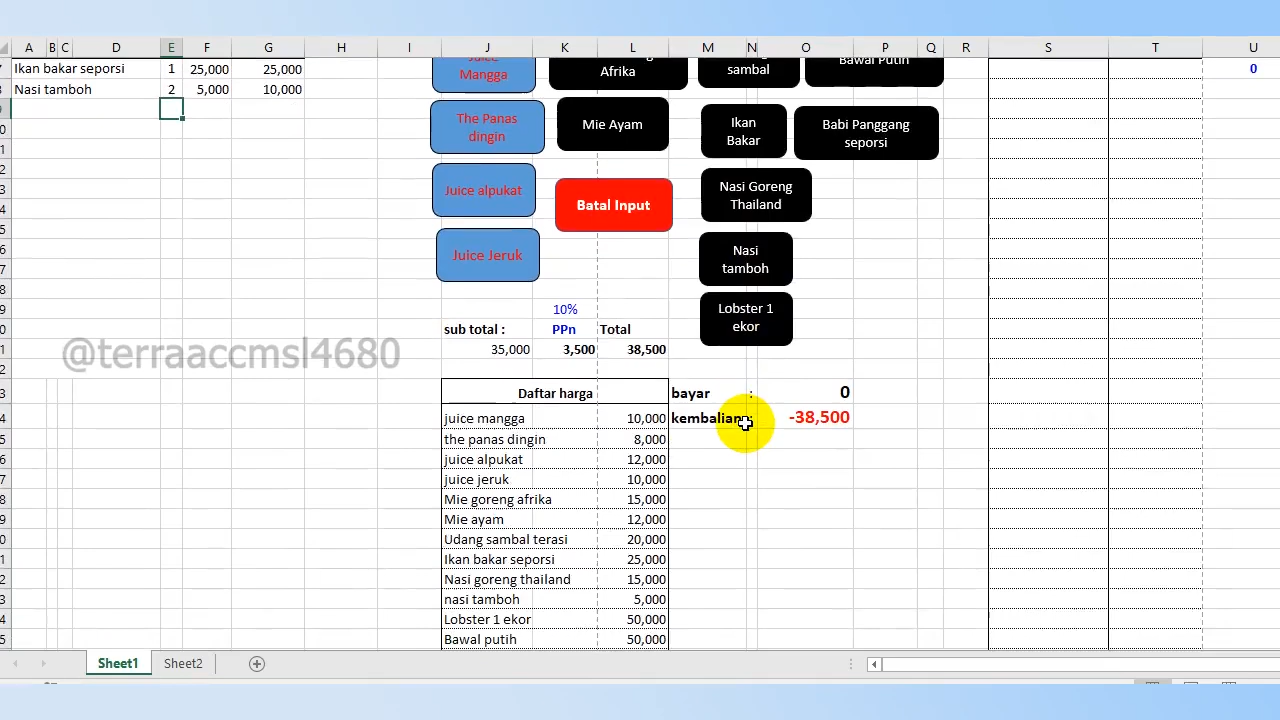 A B C D E F G H I J K L M N O P Q R S T U
Ikan bakar seporsi 1 25,000 25,000
Nasi tamboh 2 5,000 10,000
0
Mangga
Afrika
sambal
The Panas
dingin
Mie Ayam
Ikan
Bakar
Babi Panggang
seporsi
Juice alpukat
Batal Input
Nasi Goreng
Thailand
Juice Jeruk
Nasi
tamboh
Lobster 1
ekor
10%
sub total : PPn Total
35,000 3,500 38,500
@terraaccmsl4680
Daftar harga
bayar : 0
kembalian : -38,500
juice mangga 10,000
the panas dingin 8,000
juice alpukat 12,000
juice jeruk 10,000
Mie goreng afrika 15,000
Mie ayam 12,000
Udang sambal terasi 20,000
Ikan bakar seporsi 25,000
Nasi goreng thailand 15,000
nasi tamboh 5,000
Lobster 1 ekor 50,000
Bawal putih 50,000
Sheet1 Sheet2